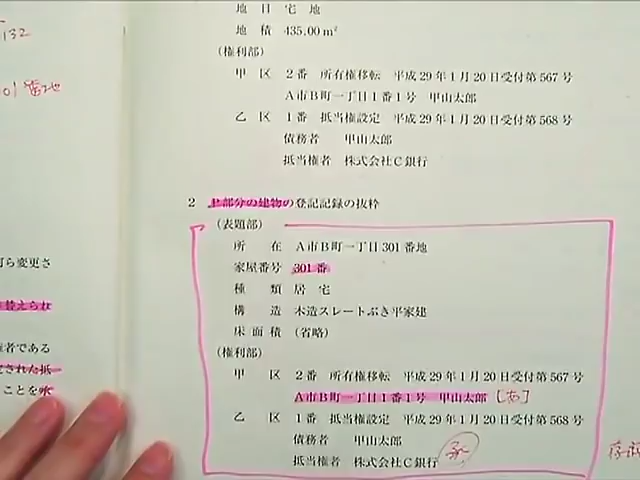 132
01番地
地目 宅地
地積 435.00m²
(権利部)
甲区 2番 所有権移転 平成29年1月20日受付第567号
A市B町一丁目1番1号 甲山太郎
乙区 1番 抵当権設定 平成29年1月20日受付第568号
債務者 甲山太郎
抵当権者 株式会社C銀行
2 P部分の建物の登記記録の抜粋
(表題部)
所在 A市B町一丁目301番地
家屋番号 301番
種類 居宅
構造 木造スレートぶき平家建
床面積 (省略)
(権利部)
甲区 2番 所有権移転 平成29年1月20日受付第567号
A市B町一丁目1番1号 甲山太郎 [あ]
乙区 1番 抵当権設定 平成29年1月20日受付第568号
債務者 甲山太郎
抵当権者 株式会社C銀行 承
ら変更さ
替えられ
者である
された抵
ことを承